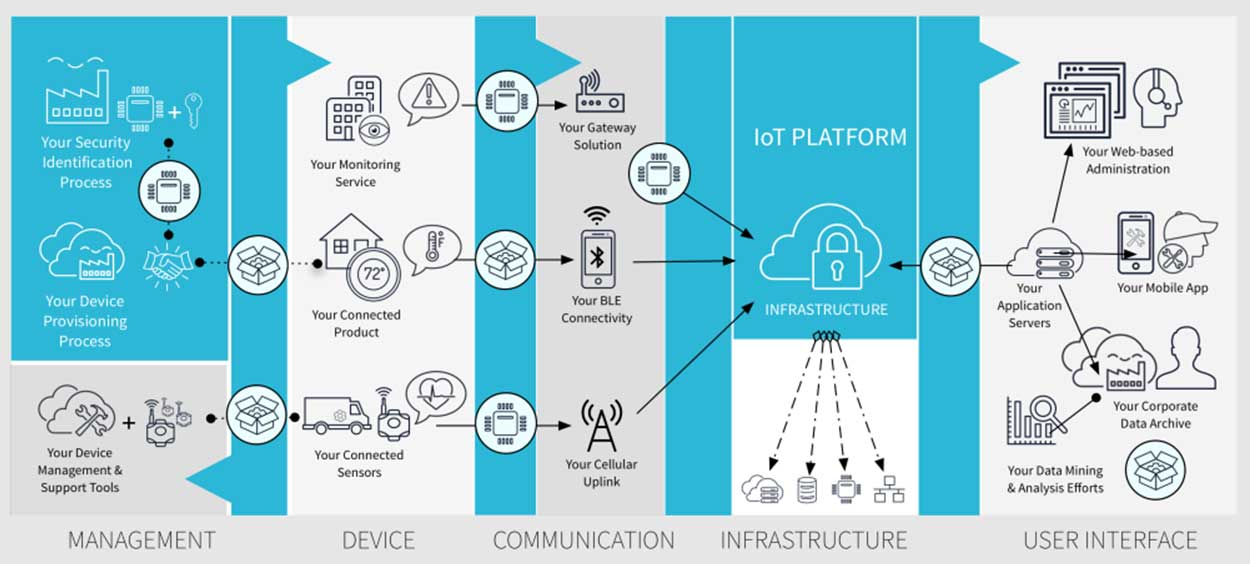 Your Security
Identification
Process
Your Device
Provisioning
Process
Your Device
Management &
Support Tools
Your Monitoring
Service
72°
°F
Your Connected
Product
Your Connected
Sensors
Your Gateway
Solution
Your BLE
Connectivity
Your Cellular
Uplink
IoT PLATFORM
INFRASTRUCTURE
Your Web-based
Administration
Your
Application
Servers
Your Mobile App
Your Corporate
Data Archive
Your Data Mining
& Analysis Efforts
MANAGEMENT
DEVICE
COMMUNICATION
INFRASTRUCTURE
USER INTERFACE